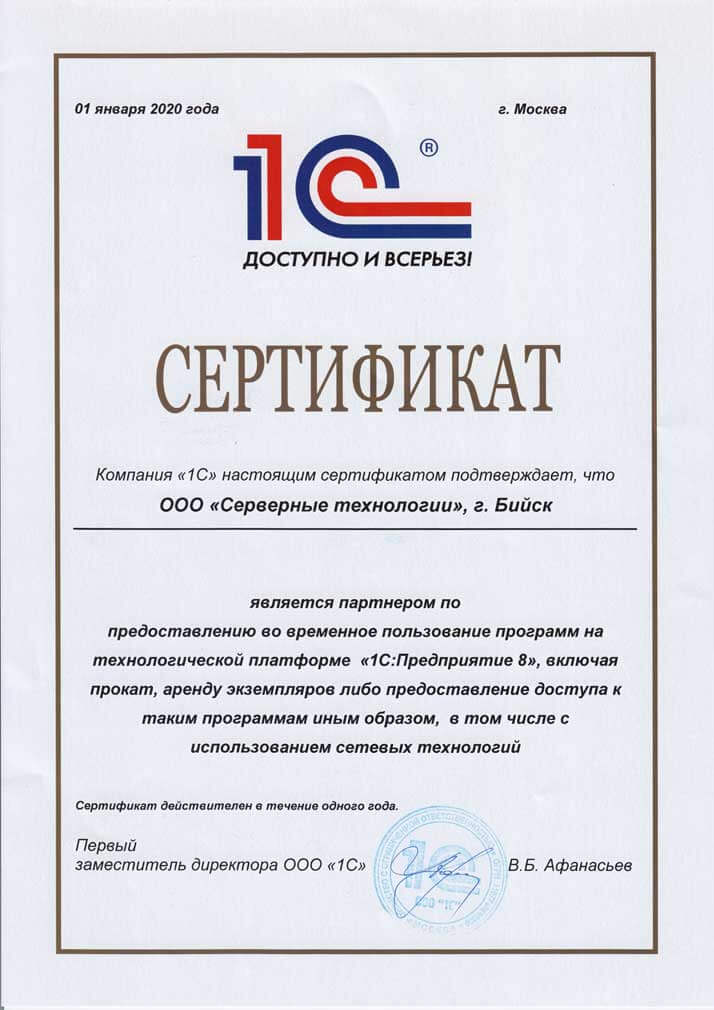 01 января 2020 года г. Москва
1С ®
ДОСТУПНО И ВСЕРЬЕЗ!
СЕРТИФИКАТ
Компания «1С» настоящим сертификатом подтверждает, что
ООО «Серверные технологии», г. Бийск
является партнером по
предоставлению во временное пользование программ на
технологической платформе «1С:Предприятие 8», включая
прокат, аренду экземпляров либо предоставление доступа к
таким программам иным образом, в том числе с
использованием сетевых технологий
Сертификат действителен в течение одного года.
Первый
заместитель директора ООО «1С» В.Б. Афанасьев
1С
ООО "1С"